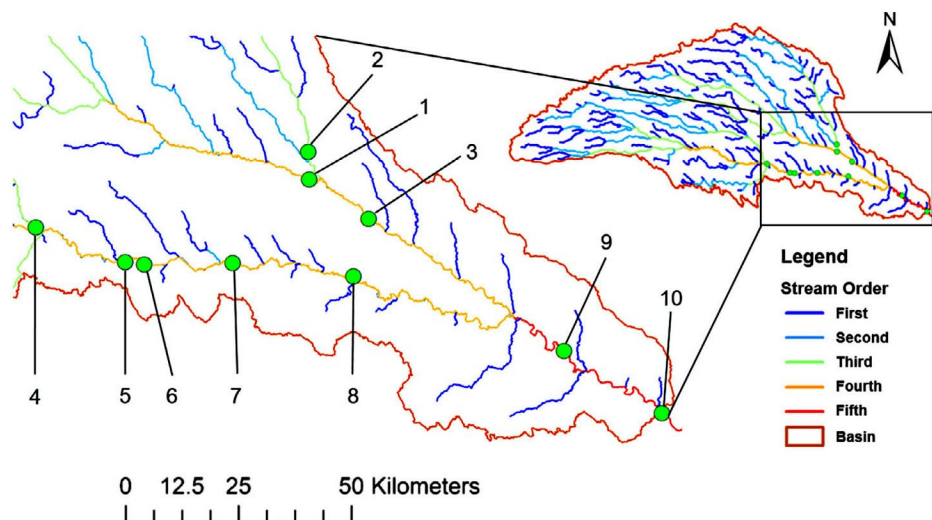 N
2
1
3
9
10
4 5 6 7 8
Legend
Stream Order
First
Second
Third
Fourth
Fifth
Basin
0 12.5 25 50 Kilometers